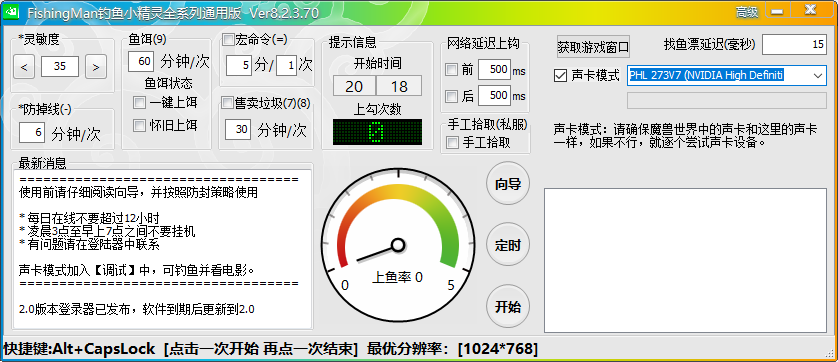 FishingMan钓鱼小精灵全系列通用版 -Ver8.2.3.70
高级
*灵敏度
<
35
>
*防掉线(-)
6 分钟/次
鱼饵(9)
60 分钟/次
鱼饵状态
一键上饵
怀旧上饵
宏命令(=)
5 分/ 1 次
售卖垃圾(7)(8)
30 分钟/次
提示信息
开始时间
20 18
上勾次数
0
网络延迟上钩
前 500 ms
后 500 ms
手工拾取(私服)
手工拾取
获取游戏窗口
找鱼漂延迟(毫秒) 15
声卡模式 PHL 273V7 (NVIDIA High Definiti
声卡模式：请确保魔兽世界中的声卡和这里的声卡
一样，如果不行，就逐个尝试声卡设备。
最新消息
====================================
使用前请仔细阅读向导，并按照防封策略使用
* 每日在线不要超过12小时
* 凌晨3点至早上7点之间不要挂机
* 有问题请在登陆器中联系
声卡模式加入【调试】中，可钓鱼并看电影。
====================================
2.0版本登录器已发布，软件到期后更新到2.0
上鱼率 0
0 5
向导
定时
开始
快捷键:Alt+CapsLock [点击一次开始 再点一次结束] 最优分辨率：[1024*768]